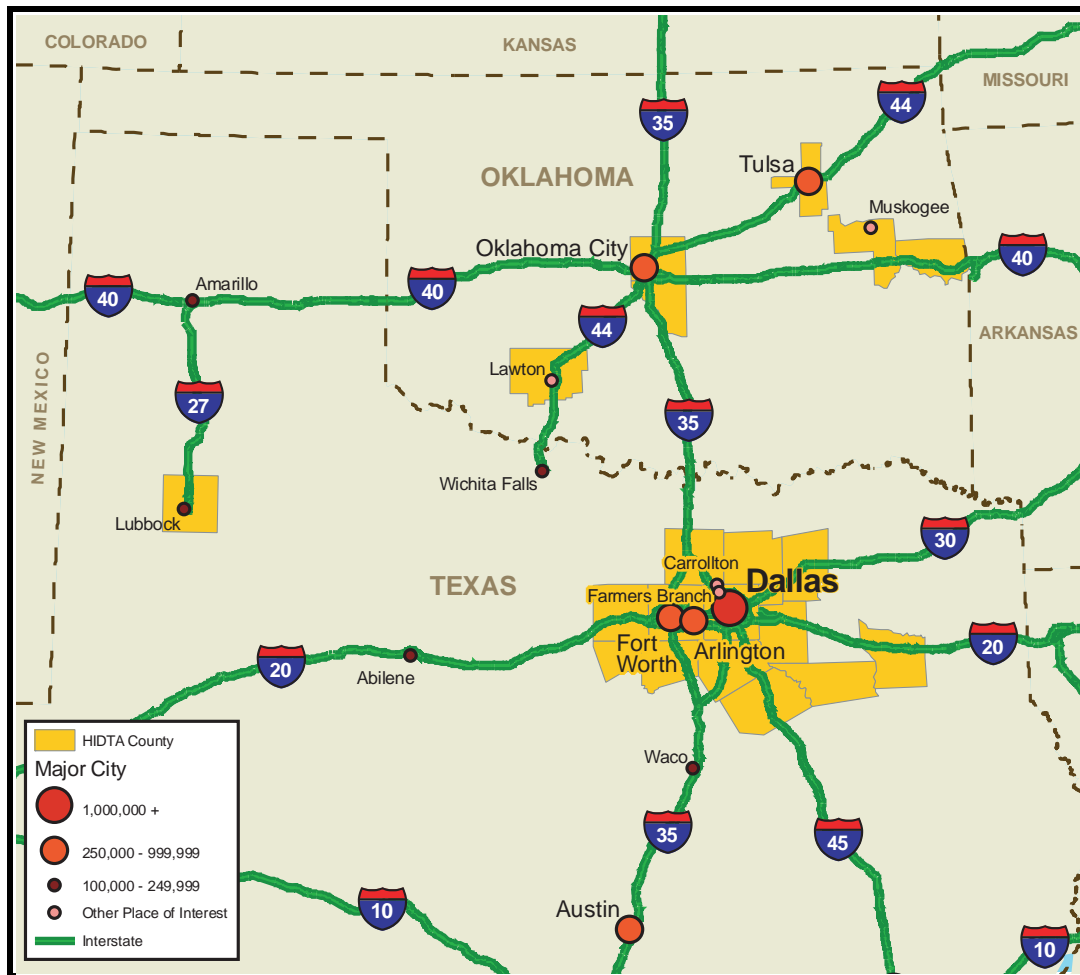 COLORADO
KANSAS
MISSOURI
44
35
Tulsa
OKLAHOMA
Muskogee
Oklahoma City
40
40
40
Amarillo
44
ARKANSAS
NEW MEXICO
Lawton
27
35
Wichita Falls
Lubbock
30
Carrollton
Dallas
TEXAS
Farmers Branch
Fort
Worth
Arlington
20
20
Abilene
Waco
35
45
10
Austin
10
HIDTA County
Major City
1,000,000 +
250,000 - 999,999
100,000 - 249,999
Other Place of Interest
Interstate